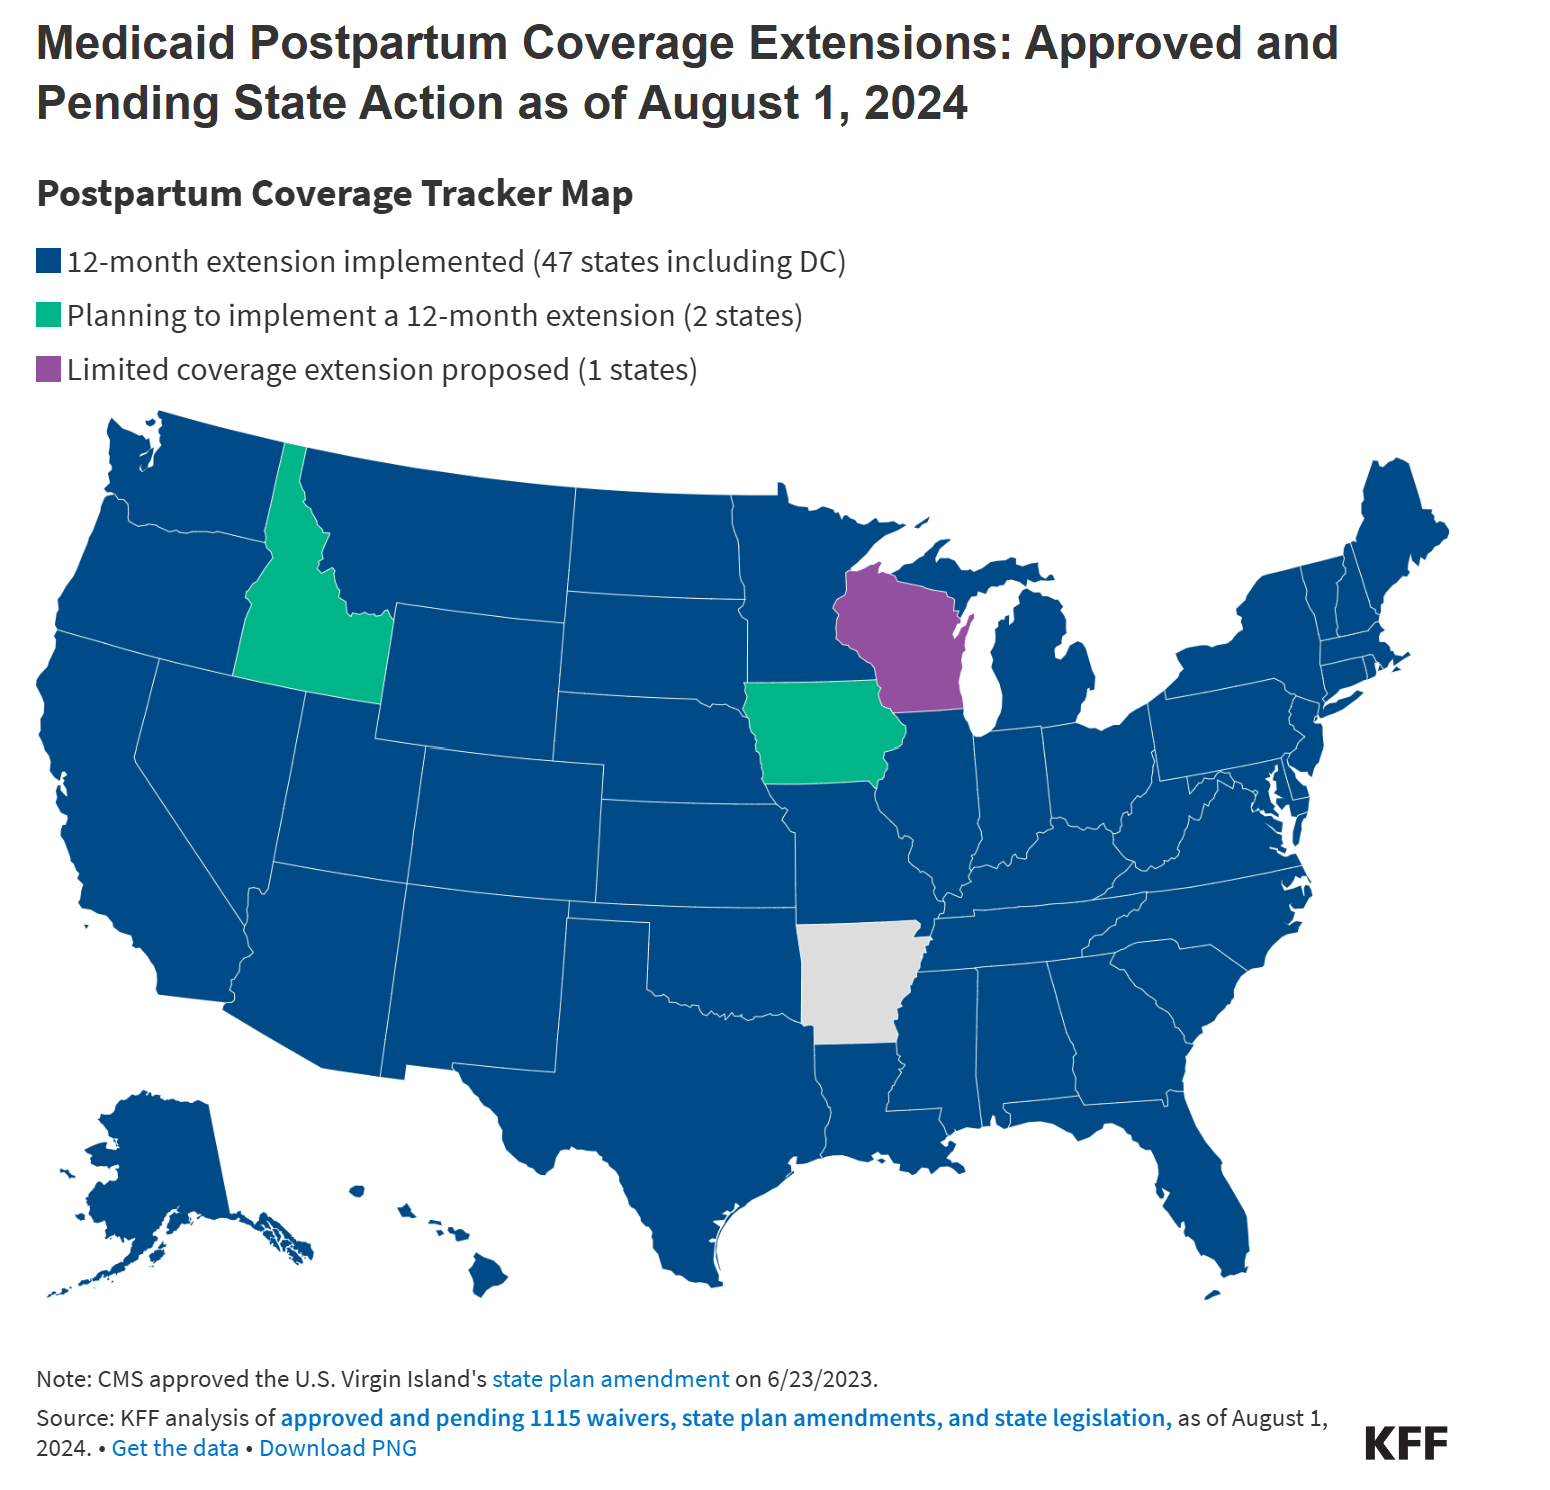 Medicaid Postpartum Coverage Extensions: Approved and
Pending State Action as of August 1, 2024
Postpartum Coverage Tracker Map
12-month extension implemented (47 states including DC)
Planning to implement a 12-month extension (2 states)
Limited coverage extension proposed (1 states)
Note: CMS approved the U.S. Virgin Island's state plan amendment on 6/23/2023.
Source: KFF analysis of approved and pending 1115 waivers, state plan amendments, and state legislation, as of August 1,
2024. • Get the data • Download PNG
KFF